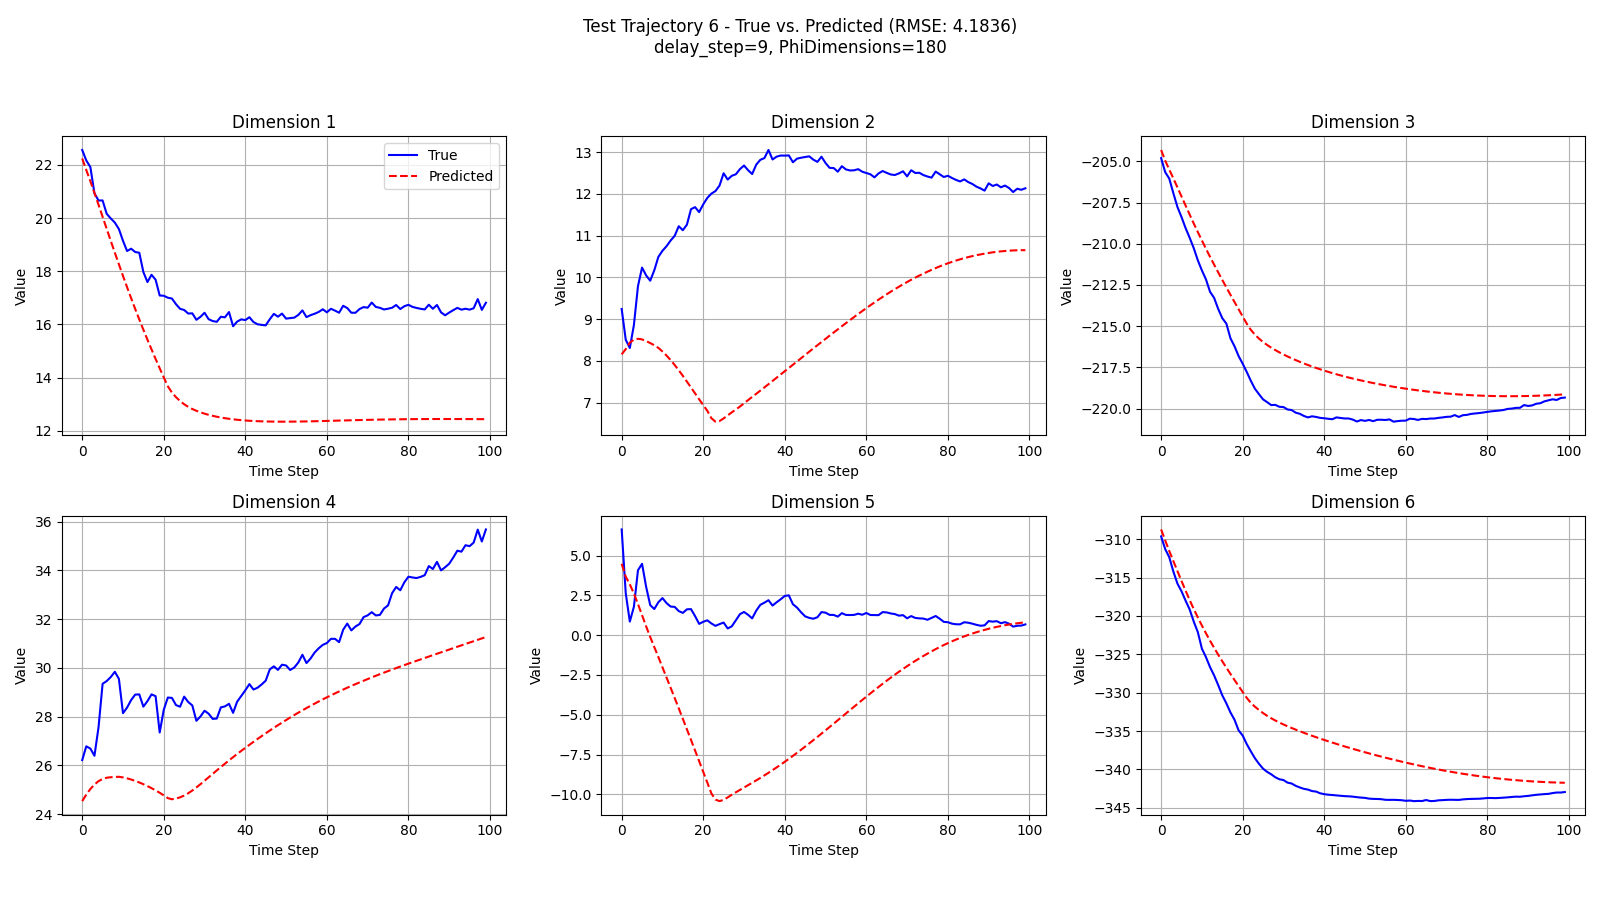 Test Trajectory 6 - True vs. Predicted (RMSE: 4.1836)
delay_step=9, PhiDimensions=180
Dimension 1
22
20
18
16
14
12
Value
0 20 40 60 80 100
Time Step
True
Predicted
Dimension 2
13
12
11
10
9
8
7
Value
0 20 40 60 80 100
Time Step
Dimension 3
−205.0
−207.5
−210.0
−212.5
−215.0
−217.5
−220.0
Value
0 20 40 60 80 100
Time Step
Dimension 4
36
34
32
30
28
26
24
Value
0 20 40 60 80 100
Time Step
Dimension 5
5.0
2.5
0.0
−2.5
−5.0
−7.5
−10.0
Value
0 20 40 60 80 100
Time Step
Dimension 6
−310
−315
−320
−325
−330
−335
−340
−345
Value
0 20 40 60 80 100
Time Step